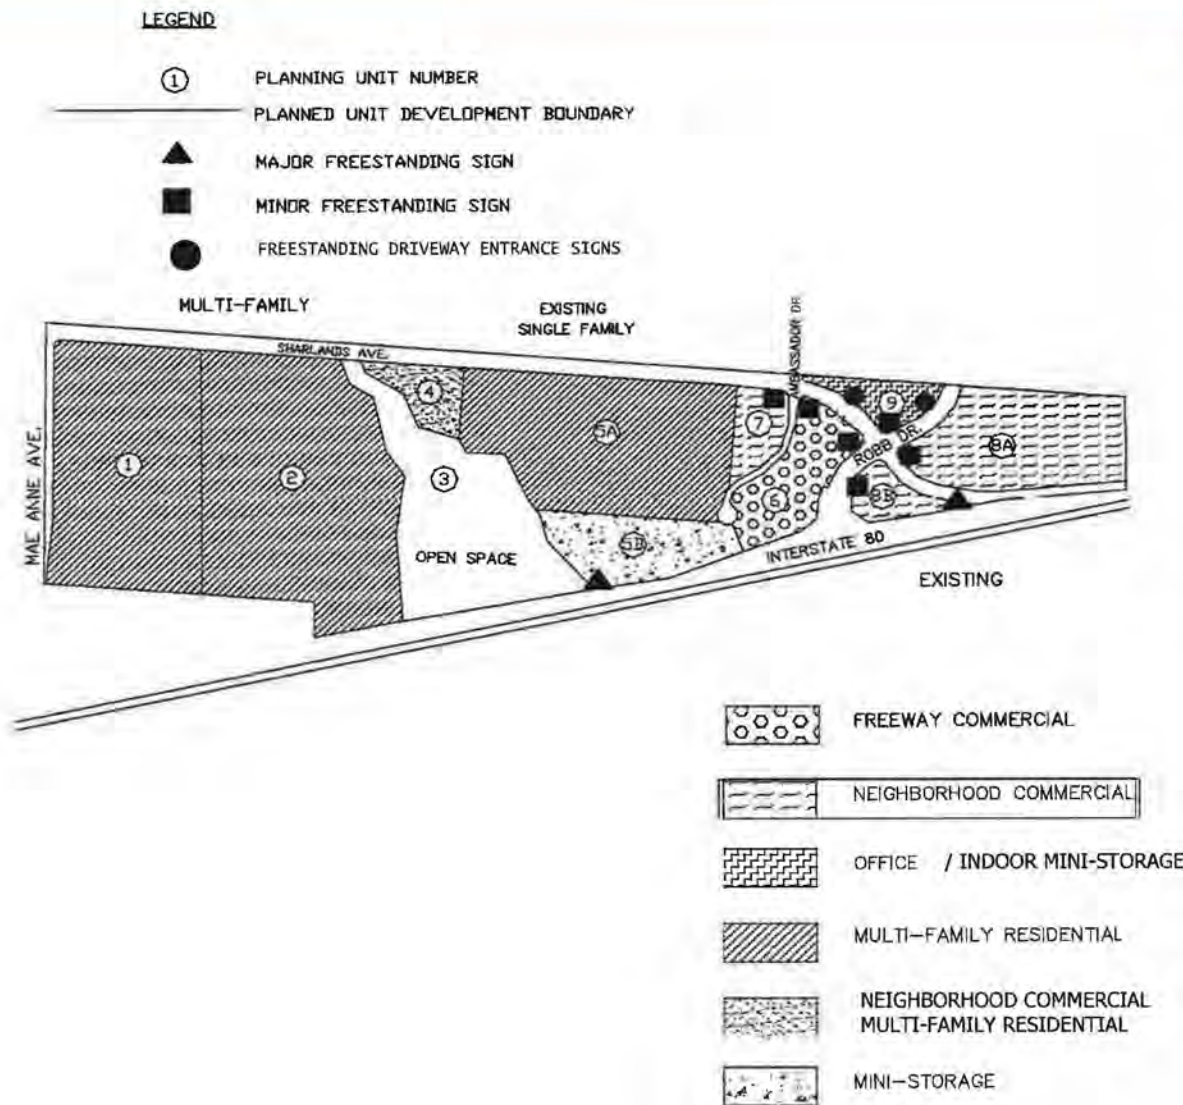 LEGEND
1 PLANNING UNIT NUMBER
PLANNED UNIT DEVELOPMENT BOUNDARY
MAJOR FREESTANDING SIGN
MINOR FREESTANDING SIGN
FREESTANDING DRIVEWAY ENTRANCE SIGNS
MULTI-FAMILY
EXISTING
SINGLE FAMILY
MBASSADOR DR.
SHARLANDS AVE.
MAE ANNE AVE.
1
2
3
4
5A
5B
6
7
8A
8B
9
ROBB DR.
OPEN SPACE
INTERSTATE 80
EXISTING
FREEWAY COMMERCIAL
NEIGHBORHOOD COMMERCIAL
OFFICE / INDOOR MINI-STORAGE
MULTI-FAMILY RESIDENTIAL
NEIGHBORHOOD COMMERCIAL
MULTI-FAMILY RESIDENTIAL
MINI-STORAGE